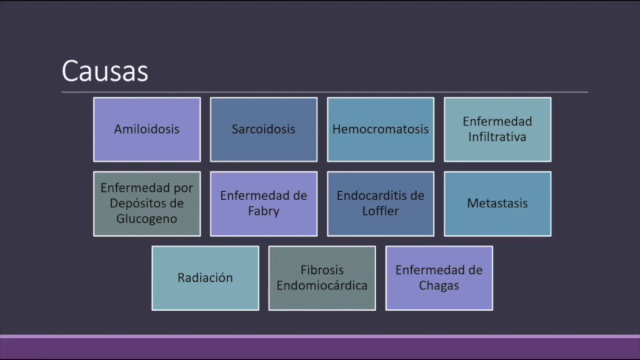 Causas
Amiloidosis
Sarcoidosis
Hemocromatosis
Enfermedad
Infiltrativa
Enfermedad por
Depósitos de
Glucogeno
Enfermedad de
Fabry
Endocarditis de
Loffler
Metastasis
Radiación
Fibrosis
Endomiocárdica
Enfermedad de
Chagas